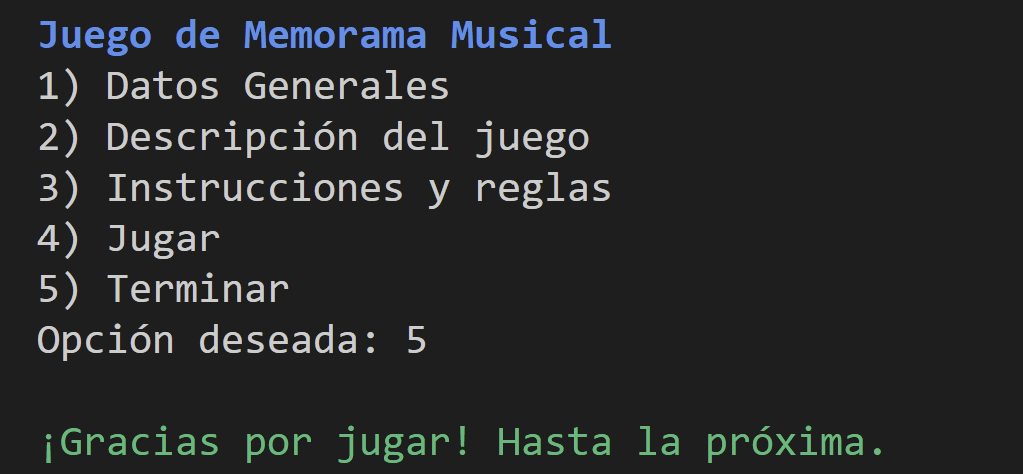 Juego de Memorama Musical
1) Datos Generales
2) Descripción del juego
3) Instrucciones y reglas
4) Jugar
5) Terminar
Opción deseada: 5
¡Gracias por jugar! Hasta la próxima.